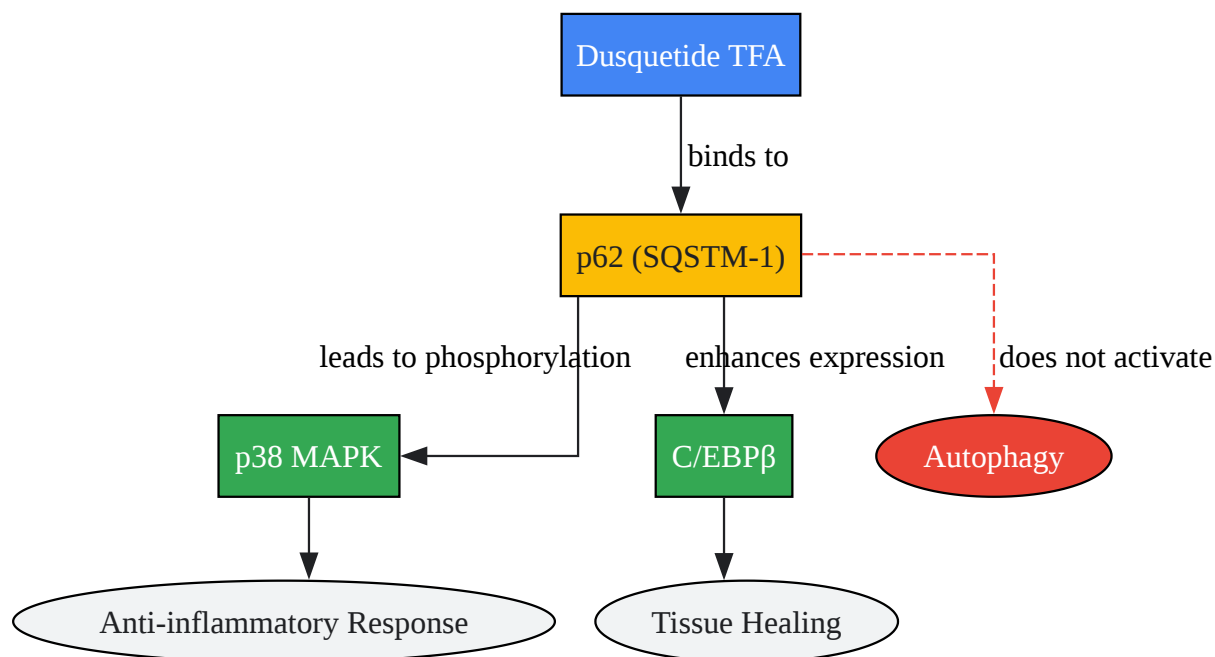 Dusquetide TFA
binds to
p62 (SQSTM-1)
leads to phosphorylation
enhances expression
does not activate
p38 MAPK
C/EBPβ
Autophagy
Anti-inflammatory Response
Tissue Healing